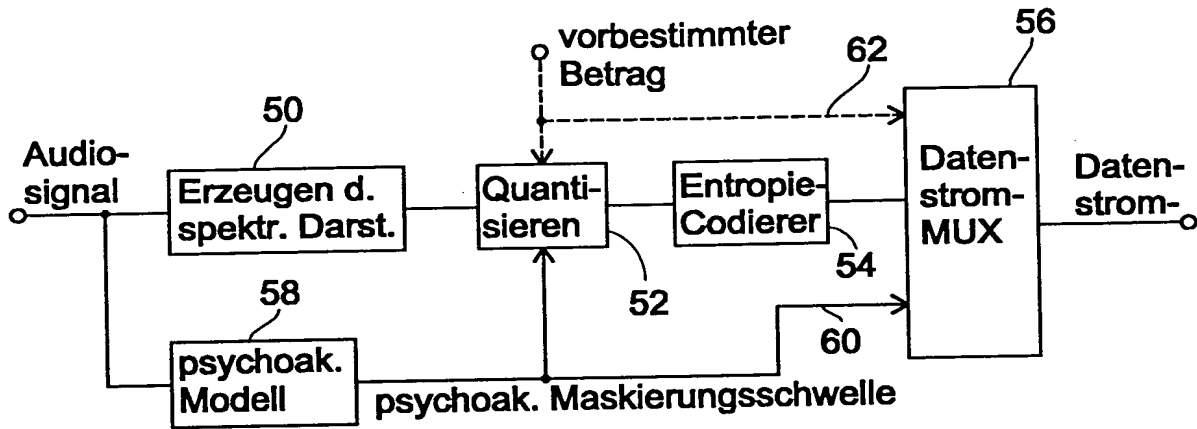 vorbestimmter
Betrag
62
56
50
Audio-
signal
Erzeugen d.
spektr. Darst.
Quanti-
sieren
52
Entropie-
Codierer
54
Daten-
strom-
MUX
Daten-
strom-
58
psychoak.
Modell
psychoak. Maskierungsschwelle
60